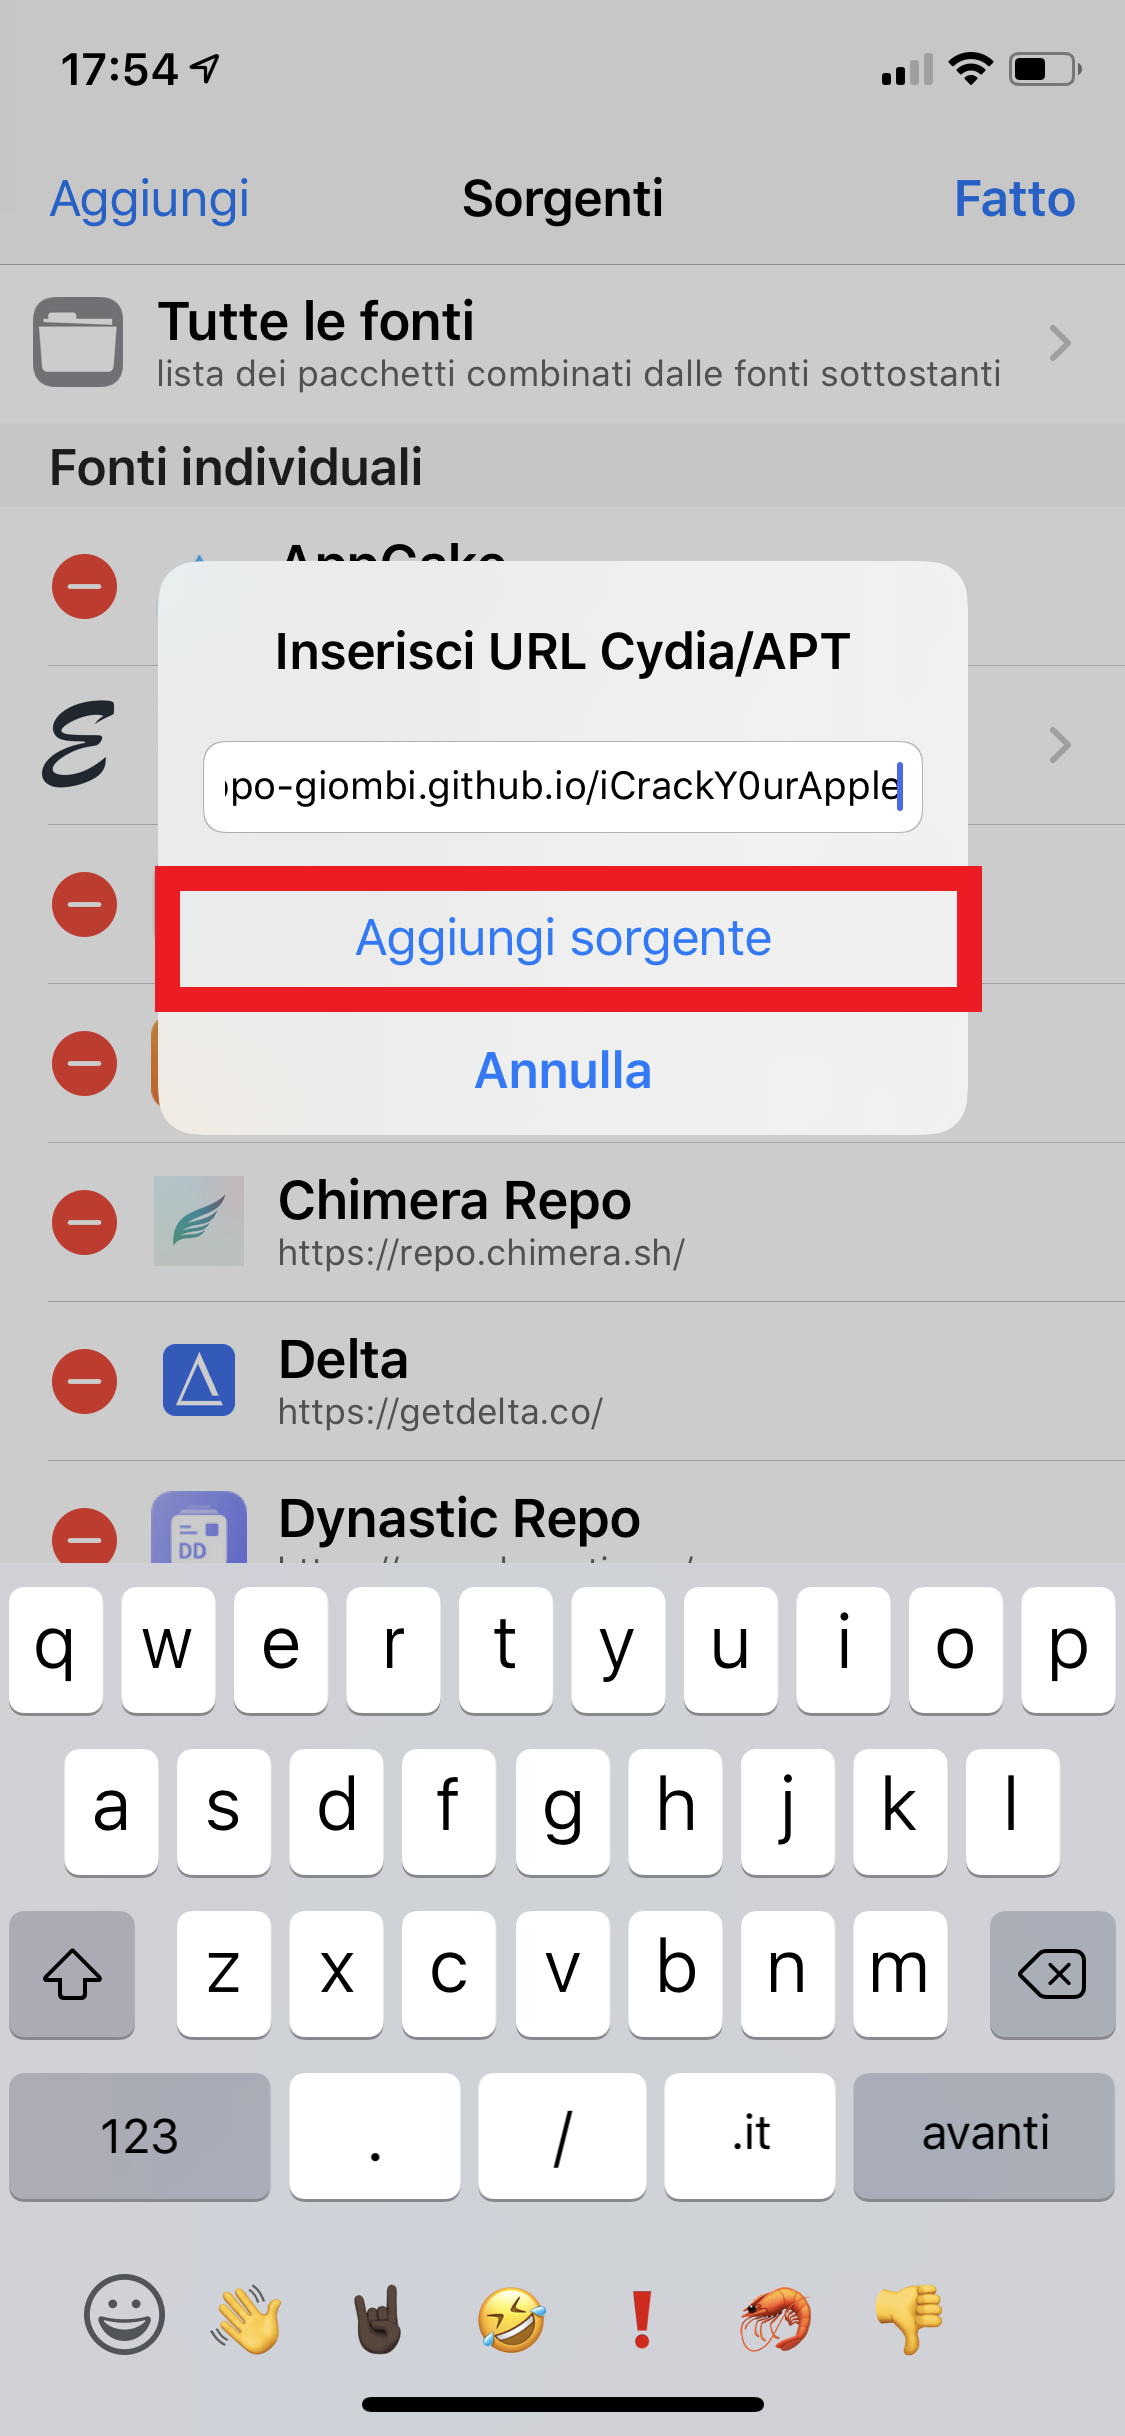 17:54
Aggiungi Sorgenti Fatto
Tutte le fonti
lista dei pacchetti combinati dalle fonti sottostanti
Fonti individuali
AppCake
Inserisci URL Cydia/APT
po-giombi.github.io/iCrackY0urApple
Aggiungi sorgente
Annulla
Chimera Repo
https://repo.chimera.sh/
Delta
https://getdelta.co/
Dynastic Repo
DD
q w e r t y u i o p
a s d f g h j k l
z x c v b n m
123 . / .it avanti